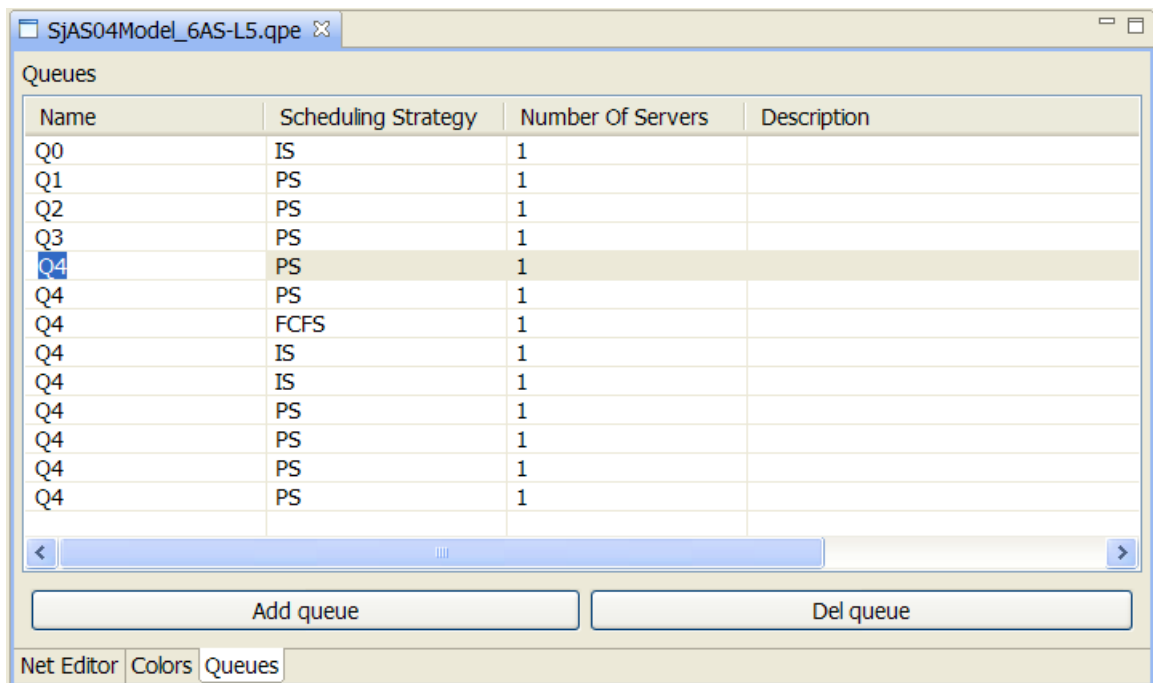 SjAS04Model_6AS-L5.qpe
Queues
Name Scheduling Strategy Number Of Servers Description
Q0 IS 1
Q1 PS 1
Q2 PS 1
Q3 PS 1
Q4 PS 1
Q4 PS 1
Q4 FCFS 1
Q4 IS 1
Q4 IS 1
Q4 PS 1
Q4 PS 1
Q4 PS 1
Q4 PS 1
Add queue Del queue
Net Editor Colors Queues